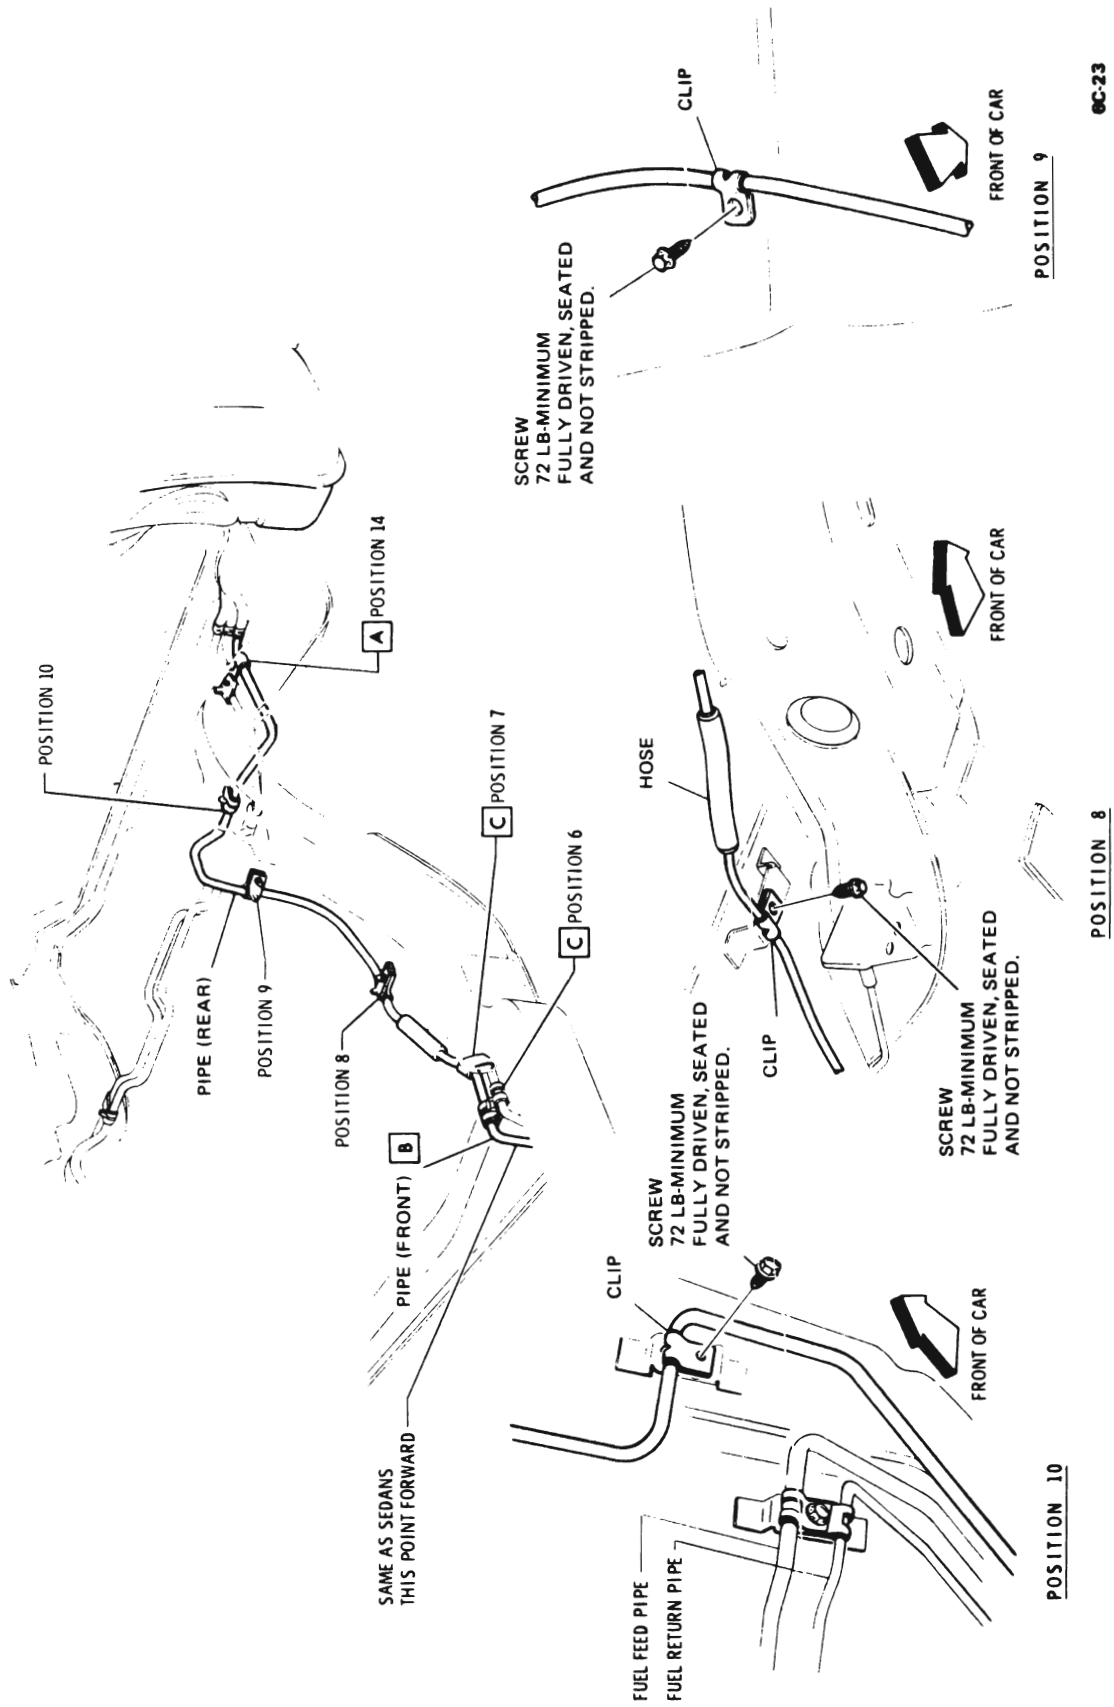 POSITION 10
A POSITION 14
PIPE (REAR)
POSITION 9
POSITION 8
C POSITION 7
C POSITION 6
PIPE (FRONT) B
SAME AS SEDANS
THIS POINT FORWARD
FUEL FEED PIPE
FUEL RETURN PIPE
CLIP
SCREW
72 LB-MINIMUM
FULLY DRIVEN, SEATED
AND NOT STRIPPED.
FRONT OF CAR
POSITION 10
HOSE
CLIP
SCREW
72 LB-MINIMUM
FULLY DRIVEN, SEATED
AND NOT STRIPPED.
FRONT OF CAR
POSITION 8
SCREW
72 LB-MINIMUM
FULLY DRIVEN, SEATED
AND NOT STRIPPED.
CLIP
FRONT OF CAR
POSITION 9
6C-23